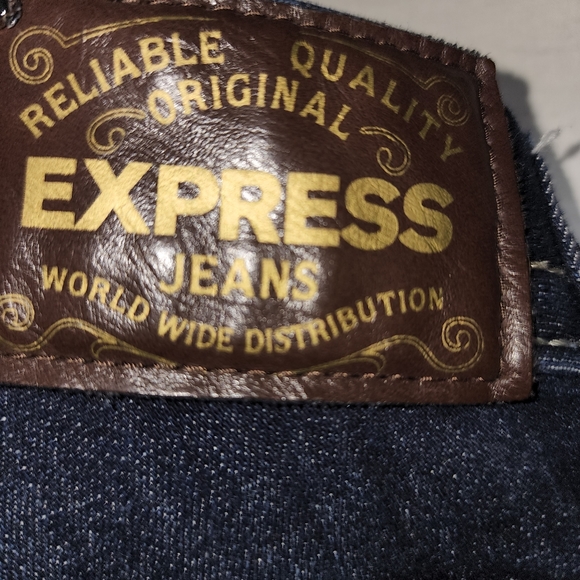 RELIABLE QUALITY
ORIGINAL
EXPRESS
JEANS
WORLD WIDE DISTRIBUTION